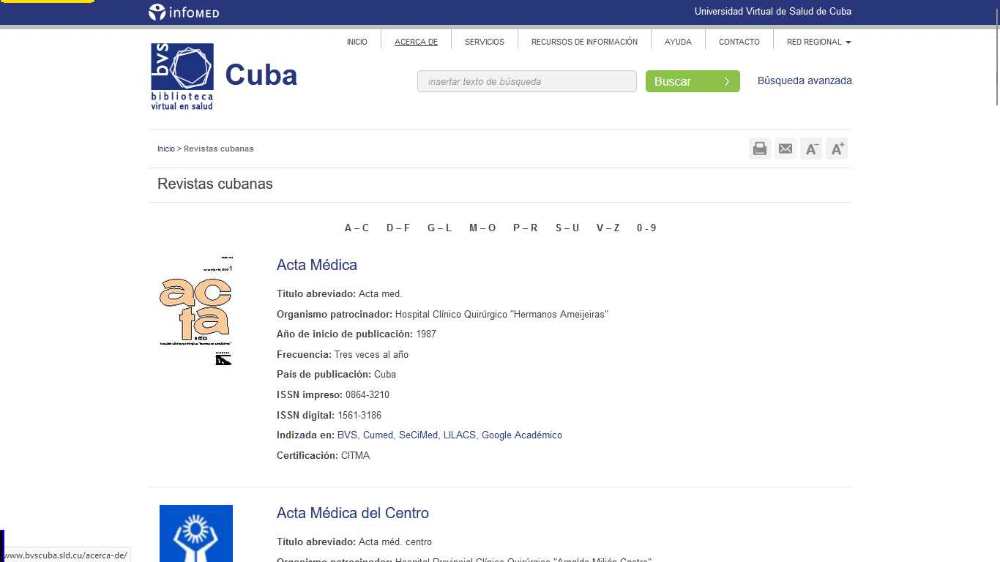 infOMED
Universidad Virtual de Salud de Cuba
INICIO ACERCA DE SERVICIOS RECURSOS DE INFORMACIÓN AYUDA CONTACTO RED REGIONAL
bvs
biblioteca
virtual en salud
Cuba
insertar texto de búsqueda
Buscar
Búsqueda avanzada
Inicio > Revistas cubanas
A− A+
Revistas cubanas
A – C D – F G – L M – O P – R S – U V – Z 0 - 9
acta
Acta Médica
Título abreviado: Acta med.
Organismo patrocinador: Hospital Clínico Quirúrgico "Hermanos Ameijeiras"
Año de inicio de publicación: 1987
Frecuencia: Tres veces al año
País de publicación: Cuba
ISSN impreso: 0864-3210
ISSN digital: 1561-3186
Indizada en: BVS, Cumed, SeCiMed, LILACS, Google Académico
Certificación: CITMA
Acta Médica del Centro
Título abreviado: Acta méd. centro
Organismo patrocinador: Hospital Provincial Clínico Quirúrgico "Arnaldo Milián Castro"
www.bvscuba.sld.cu/acerca-de/